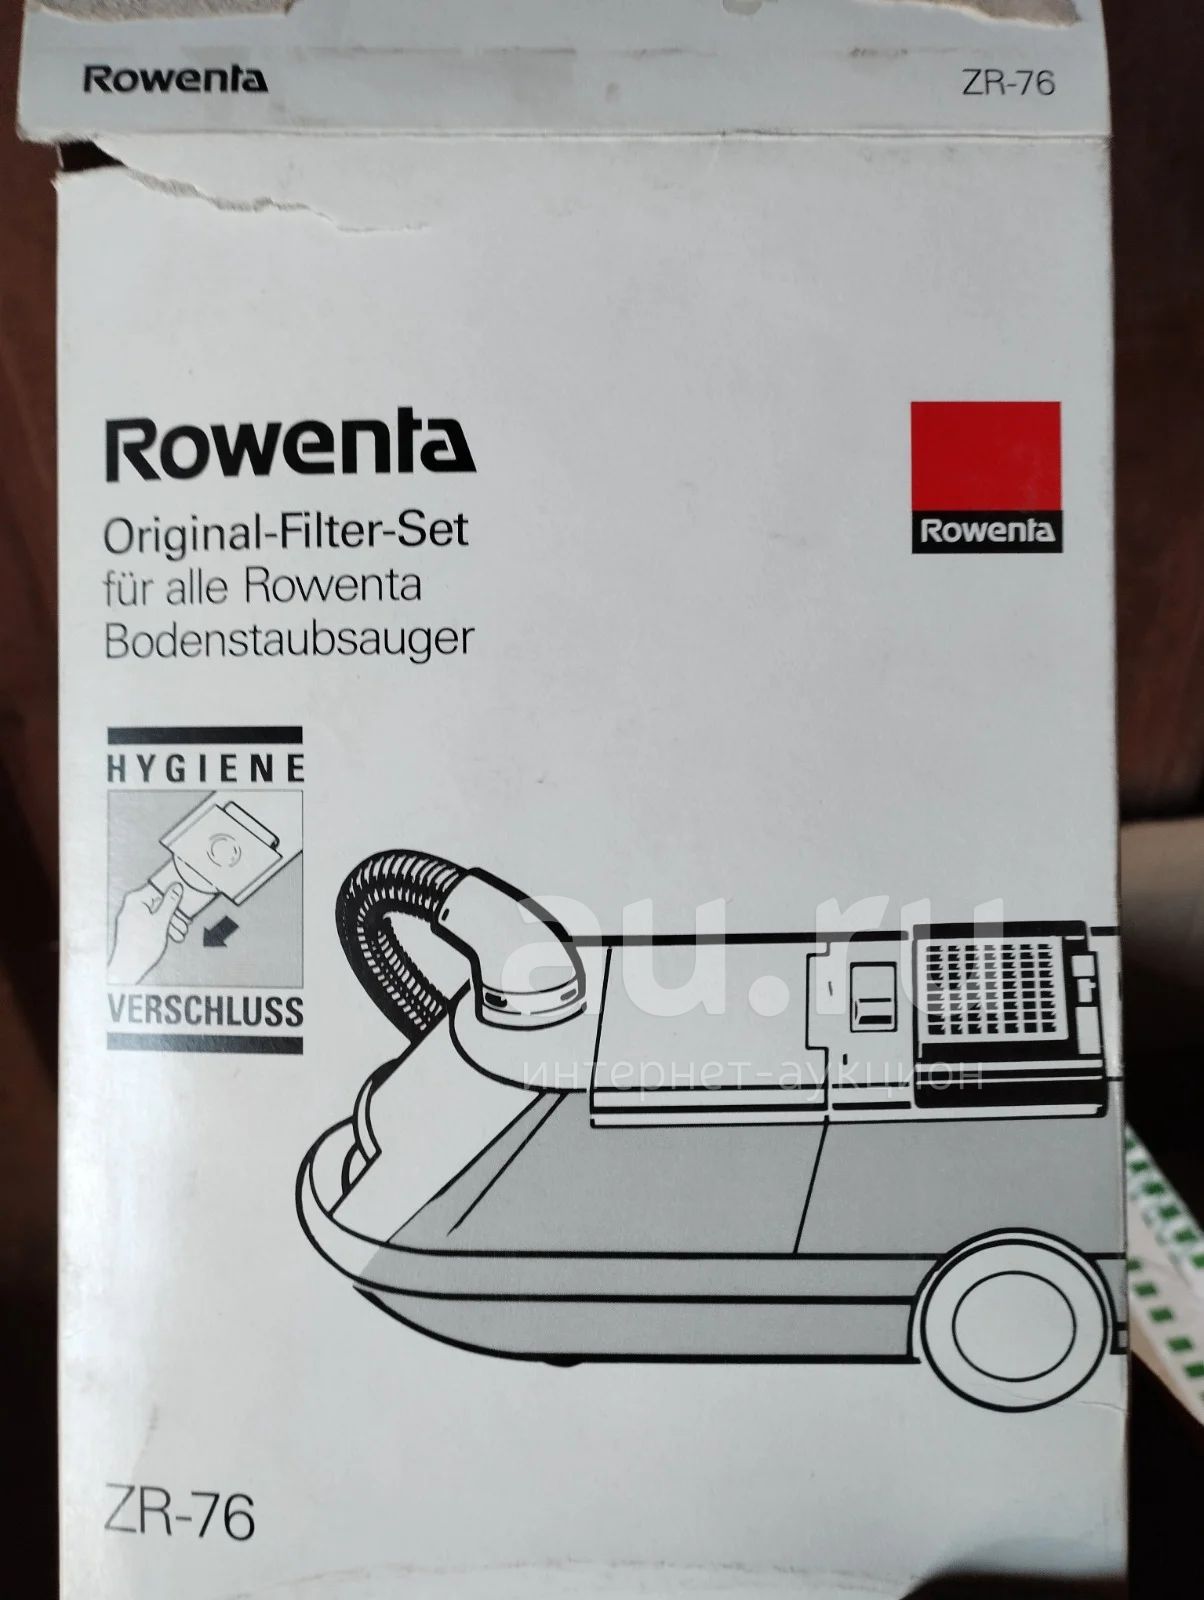 Rowenta ZR-76
Rowenta
Original-Filter-Set
für alle Rowenta
Bodenstaubsauger
Rowenta
HYGIENE
VERSCHLUSS
au.ru
интернет-аукцион
ZR-76